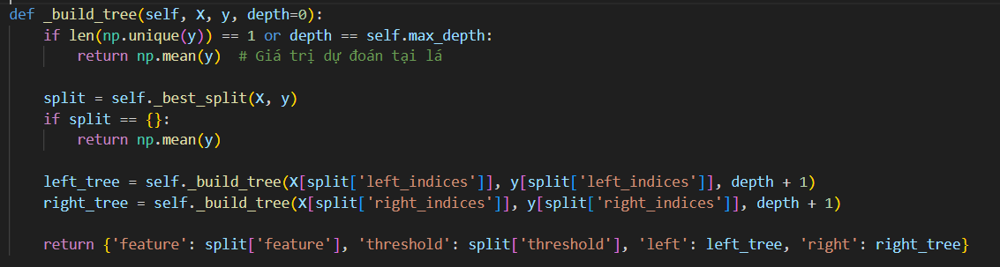 def _build_tree(self, X, y, depth=0):
    if len(np.unique(y)) == 1 or depth == self.max_depth:
        return np.mean(y)  # Giá trị dự đoán tại lá

    split = self._best_split(X, y)
    if split == {}:
        return np.mean(y)

    left_tree = self._build_tree(X[split['left_indices']], y[split['left_indices']], depth + 1)
    right_tree = self._build_tree(X[split['right_indices']], y[split['right_indices']], depth + 1)

    return {'feature': split['feature'], 'threshold': split['threshold'], 'left': left_tree, 'right': right_tree}